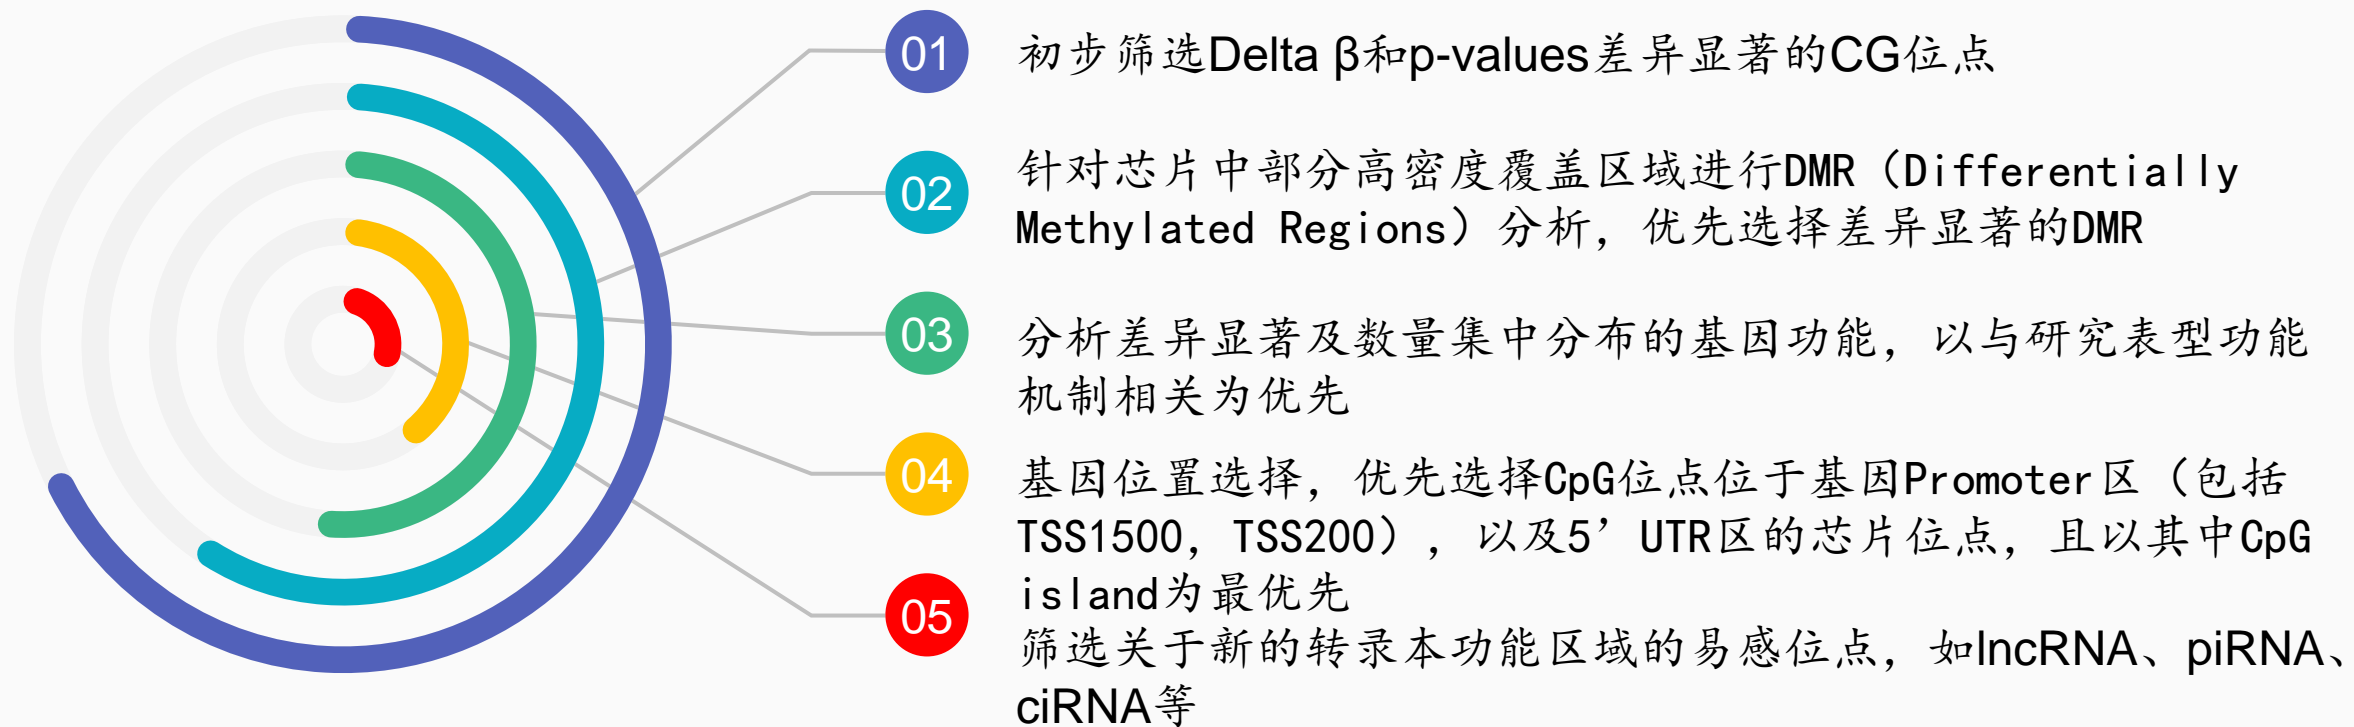 01
初步筛选Delta β和p-values差异显著的CG位点
02
针对芯片中部分高密度覆盖区域进行DMR（Differentially
Methylated Regions）分析，优先选择差异显著的DMR
03
分析差异显著及数量集中分布的基因功能，以与研究表型功能
机制相关为优先
04
基因位置选择，优先选择CpG位点位于基因Promoter区（包括
TSS1500，TSS200），以及5’UTR区的芯片位点，且以其中CpG
island为最优先
05
筛选关于新的转录本功能区域的易感位点，如lncRNA、piRNA、
ciRNA等